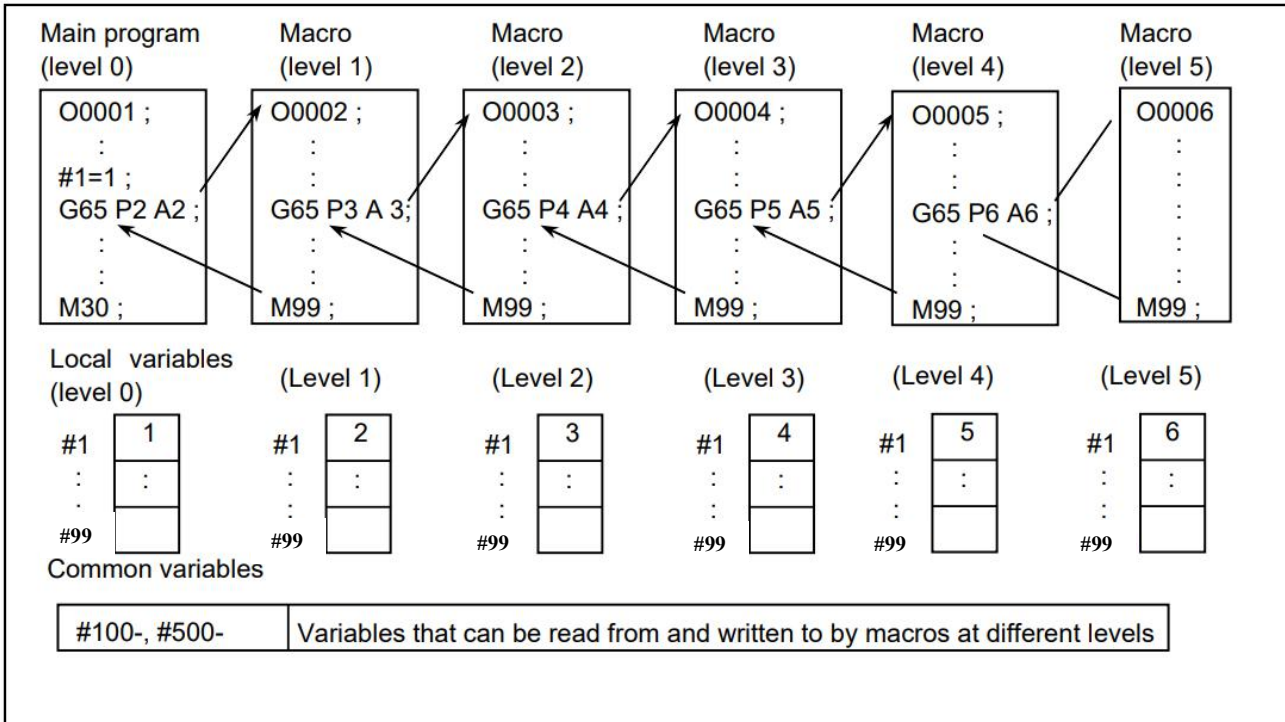 Main program Macro Macro Macro Macro Macro
(level 0) (level 1) (level 2) (level 3) (level 4) (level 5)
O0001 ; O0002 ; O0003 ; O0004 ; O0005 ; O0006
: : : : : :
#1=1 ; : : : : :
G65 P2 A2 ; G65 P3 A 3; G65 P4 A4 ; G65 P5 A5 ; G65 P6 A6 ; :
: : : : : :
: : : : : :
M30 ; M99 ; M99 ; M99 ; M99 ; M99 ;
Local variables
(level 0) (Level 1) (Level 2) (Level 3) (Level 4) (Level 5)
#1 1 #1 2 #1 3 #1 4 #1 5 #1 6
: : : : : : : : : : : :
. : : : : :
#99 #99 #99 #99 #99 #99
Common variables
#100-, #500- Variables that can be read from and written to by macros at different levels